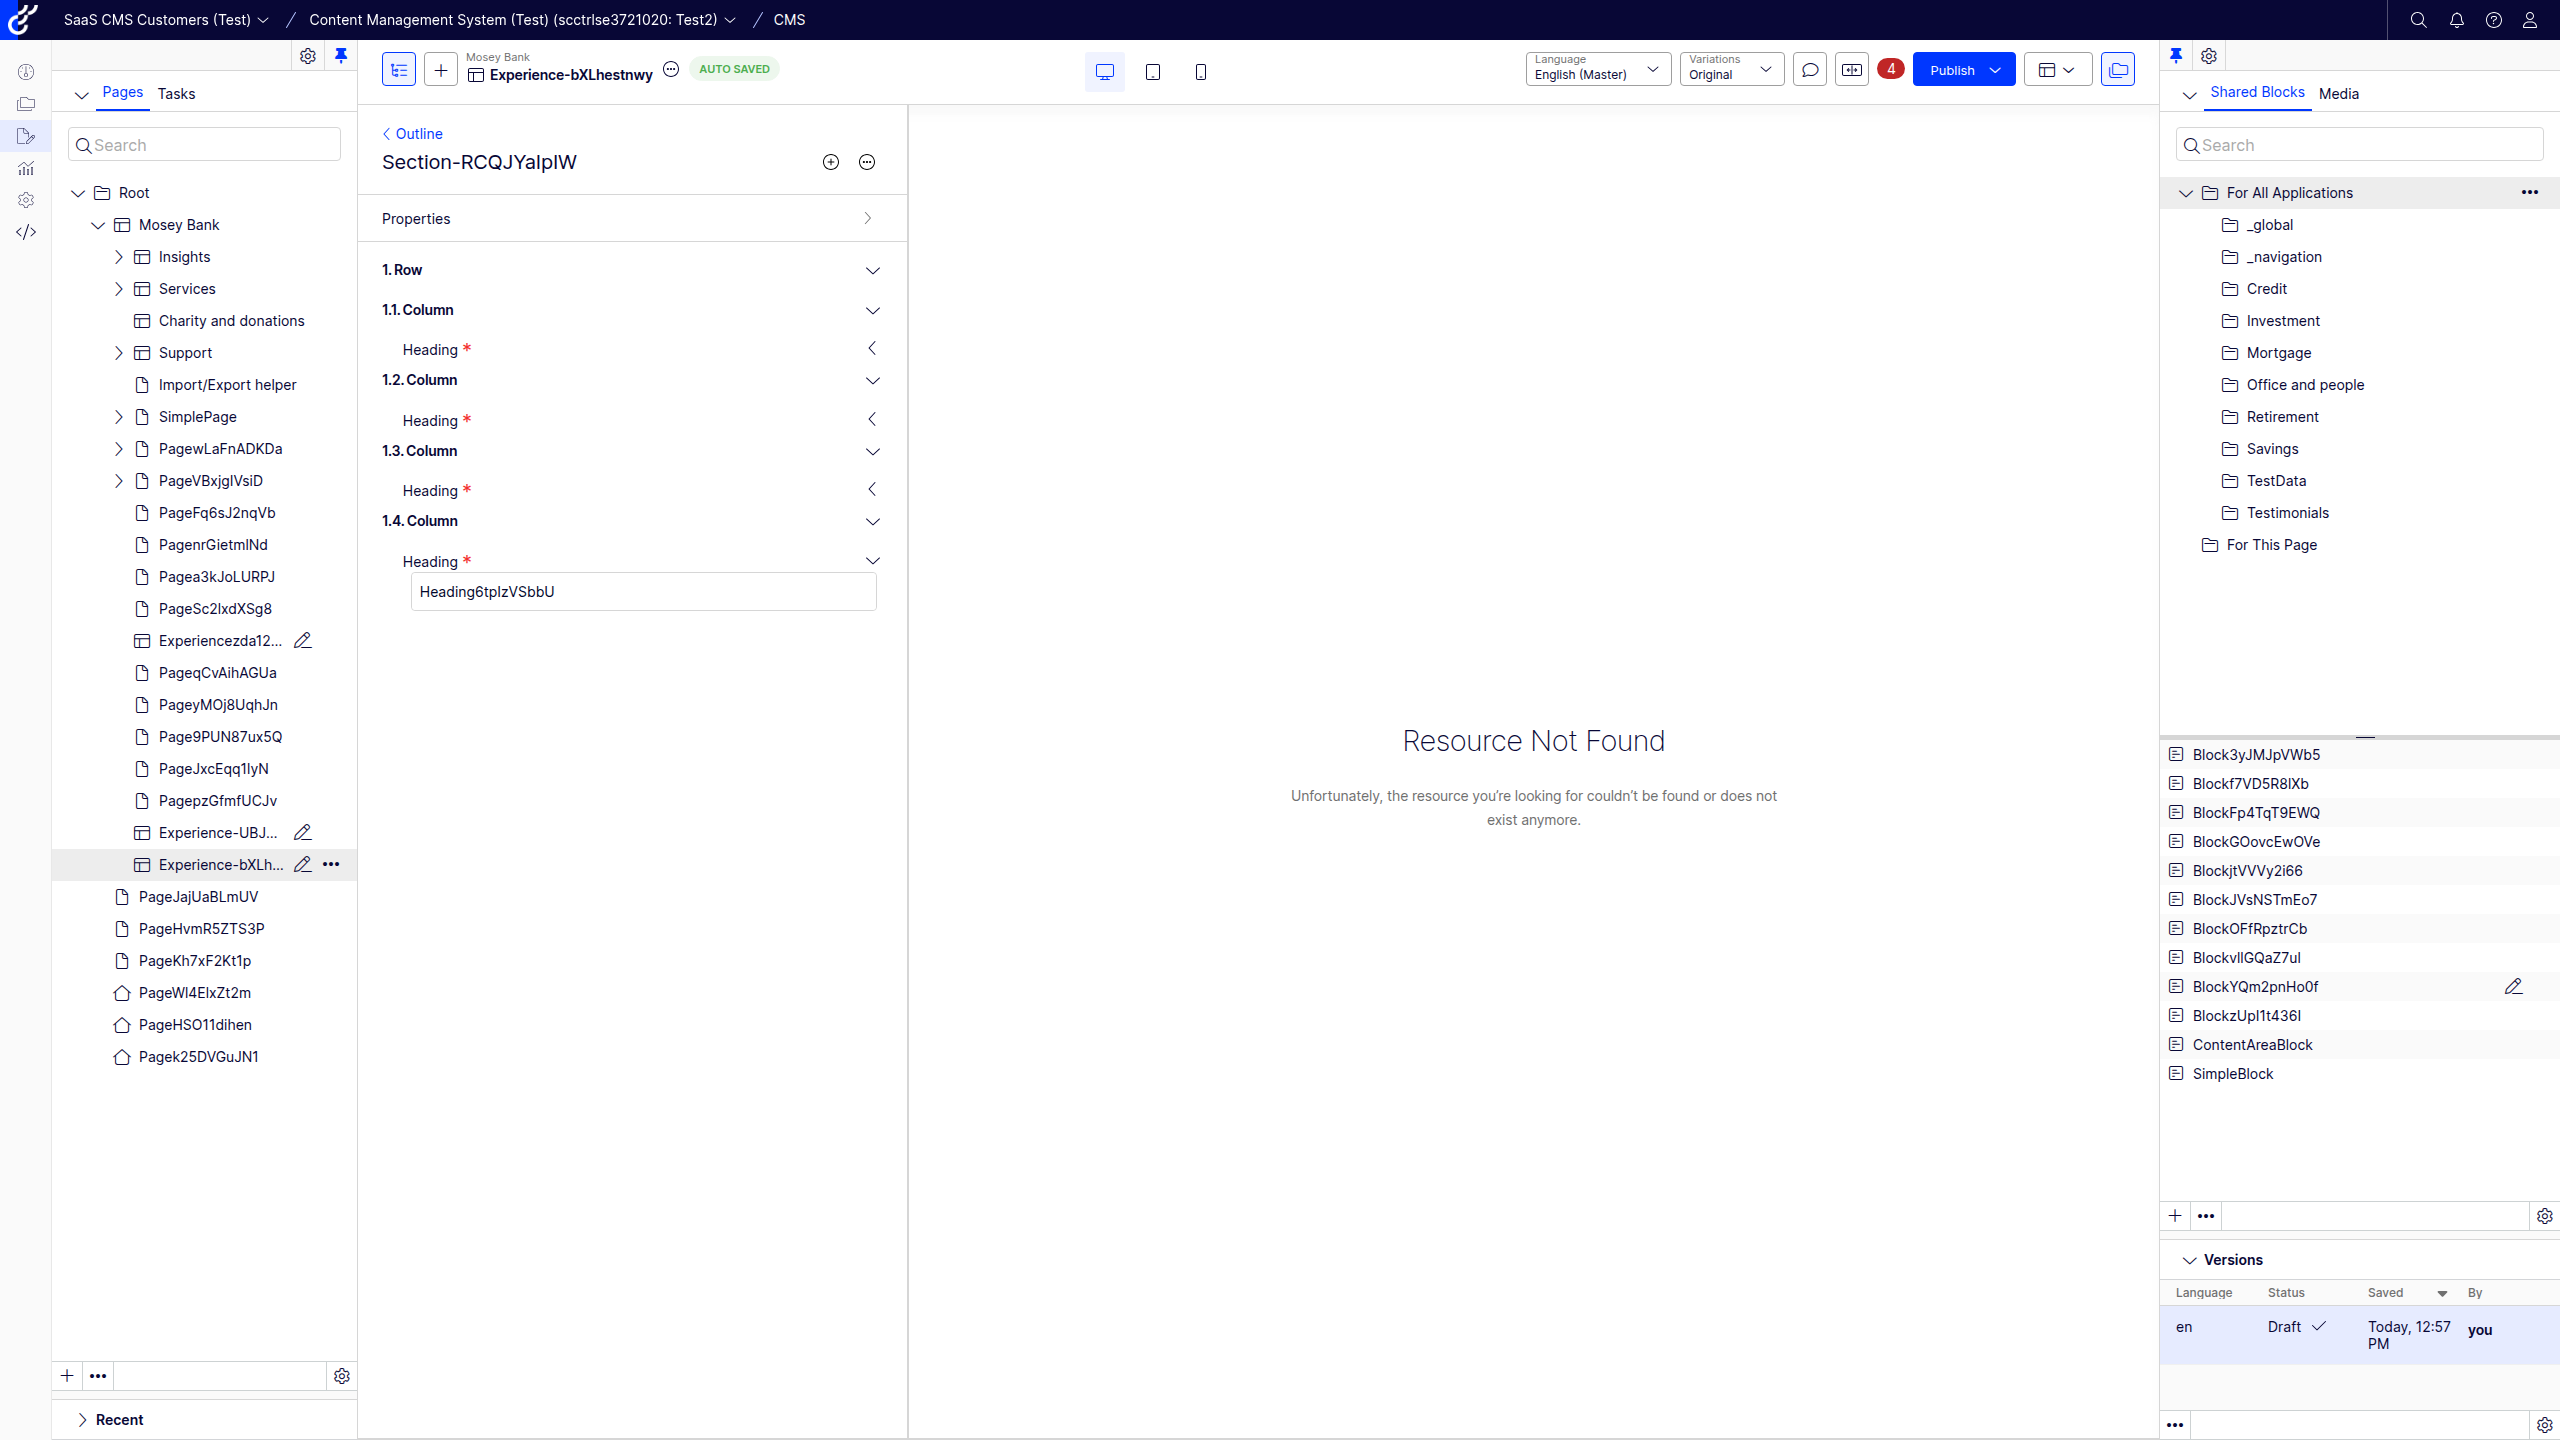 SaaS CMS Customers (Test) / Content Management System (Test) (scctrlse3721020: Test2) / CMS
Pages Tasks
Search
Root
Mosey Bank
Insights
Services
Charity and donations
Support
Import/Export helper
SimplePage
PagewLaFnADKDa
PageVBxjgIVsiD
PageFq6sJ2nqVb
PagenrGietmlNd
Pagea3kJoLURPJ
PageSc2lxdXSg8
Experiencezda12...
PageqCvAihAGUa
PageyMOj8UqhJn
Page9PUN87ux5Q
PageJxcEqq1lyN
PagepzGfmfUCJv
Experience-UBJ...
Experience-bXLh...
PageJajUaBLmUV
PageHvmR5ZTS3P
PageKh7xF2Kt1p
PageWl4ElxZt2m
PageHSO11dihen
Pagek25DVGuJN1
Recent
Mosey Bank
Experience-bXLhestnwy
AUTO SAVED
Language
English (Master)
Variations
Original
4
Publish
Outline
Section-RCQJYaIpIW
Properties
1. Row
1.1. Column
Heading *
1.2. Column
Heading *
1.3. Column
Heading *
1.4. Column
Heading *
Heading6tpIzVSbbU
Resource Not Found
Unfortunately, the resource you're looking for couldn't be found or does not
exist anymore.
Shared Blocks Media
Search
For All Applications
_global
_navigation
Credit
Investment
Mortgage
Office and people
Retirement
Savings
TestData
Testimonials
For This Page
Block3yJMJpVWb5
Blockf7VD5R8lXb
BlockFp4TqT9EWQ
BlockGOovcEwOVe
BlockjtVVVy2i66
BlockJVsNSTmEo7
BlockOFfRpztrCb
BlockvllGQaZ7ul
BlockYQm2pnHo0f
BlockzUpI1t436I
ContentAreaBlock
SimpleBlock
Versions
Language Status Saved By
en Draft Today, 12:57 PM you